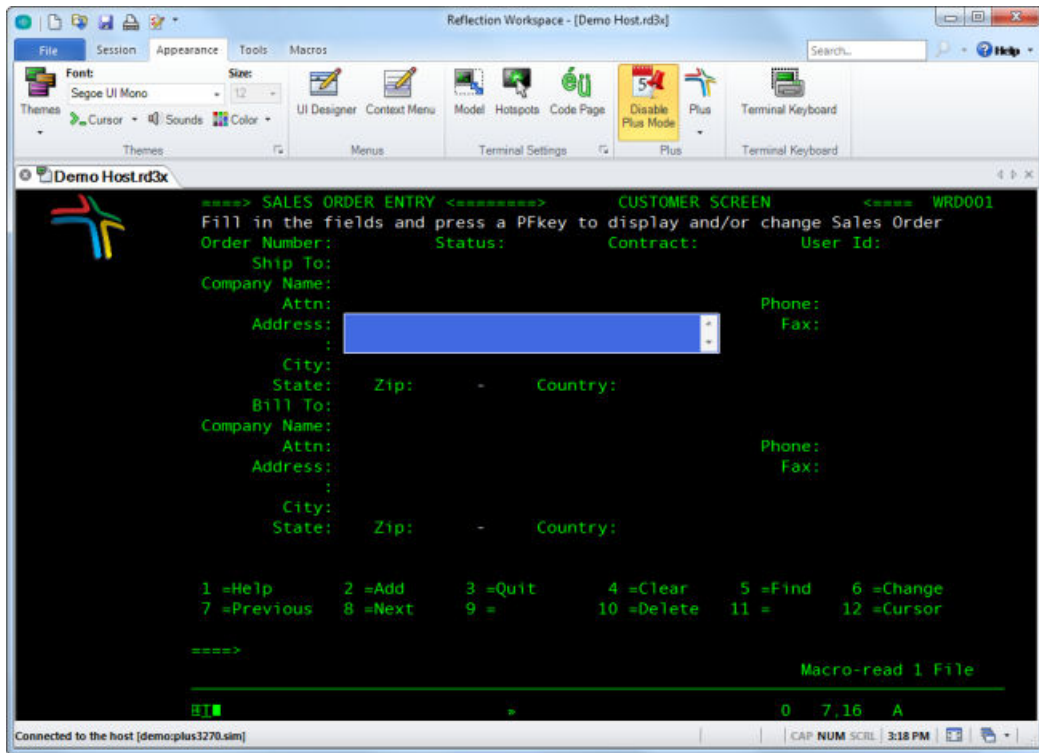 Reflection Workspace - [Demo Host.rd3x]
File Session Appearance Tools Macros Search... Help
Font: Size:
Segoe UI Mono 12
Themes Cursor Sounds Color UI Designer Context Menu Model Hotspots Code Page Disable Plus Mode Plus Terminal Keyboard
Themes Menus Terminal Settings Plus Terminal Keyboard
Demo Host.rd3x
====> SALES ORDER ENTRY <========> CUSTOMER SCREEN <==== WRD001
Fill in the fields and press a PFkey to display and/or change Sales Order
Order Number: Status: Contract: User Id:
Ship To:
Company Name:
Attn: Phone:
Address: Fax:
:
City:
State: Zip: - Country:
Bill To:
Company Name:
Attn: Phone:
Address: Fax:
:
City:
State: Zip: - Country:
1 =Help 2 =Add 3 =Quit 4 =Clear 5 =Find 6 =Change
7 =Previous 8 =Next 9 = 10 =Delete 11 = 12 =Cursor
====>
Macro-read 1 File
» 0 7,16 A
Connected to the host [demo:plus3270.sim] CAP NUM SCRL 3:18 PM